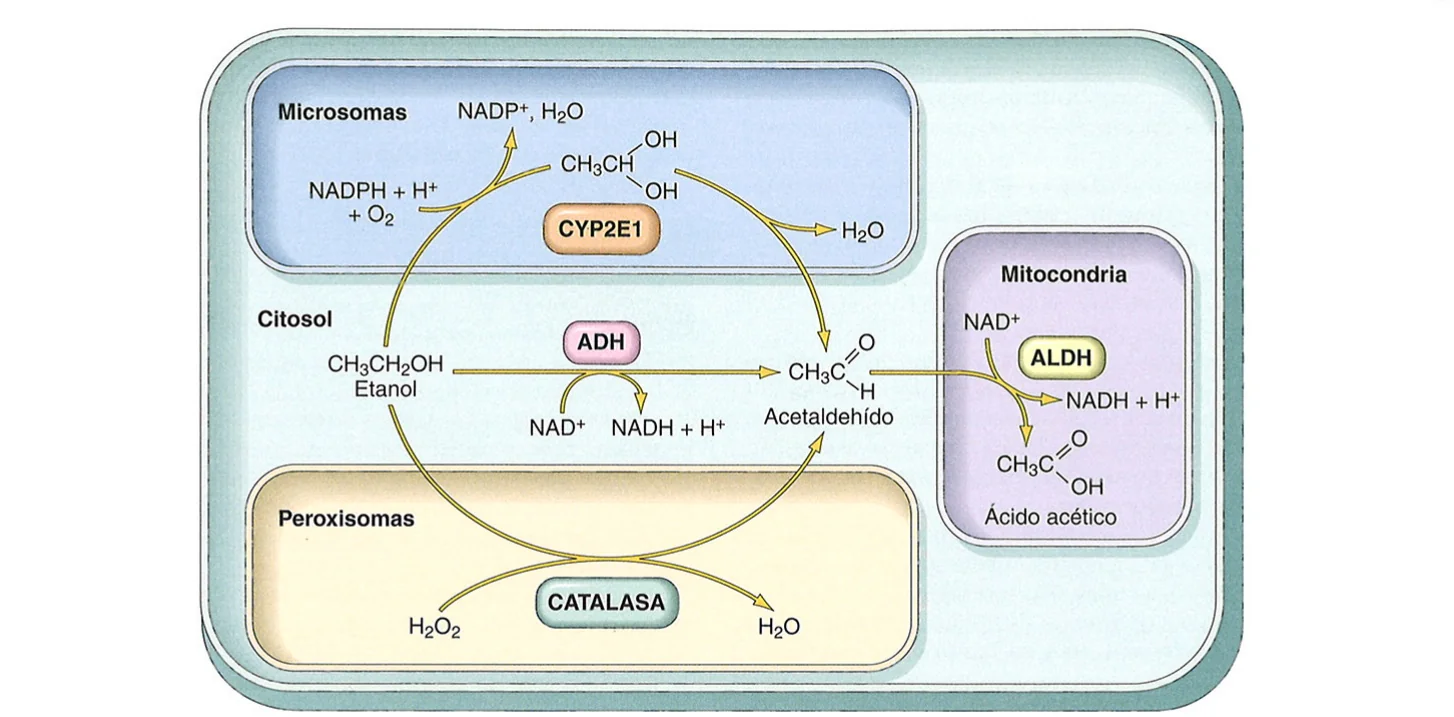 Microsomas
NADP⁺, H₂O
OH
CH₃CH
OH
NADPH + H⁺
+ O₂
CYP2E1
H₂O
Mitocondria
Citosol
NAD⁺
ADH
ALDH
CH₃CH₂OH
Etanol
O
CH₃C
H
Acetaldehído
NAD⁺
NADH + H⁺
NADH + H⁺
O
CH₃C
OH
Ácido acético
Peroxisomas
CATALASA
H₂O₂
H₂O